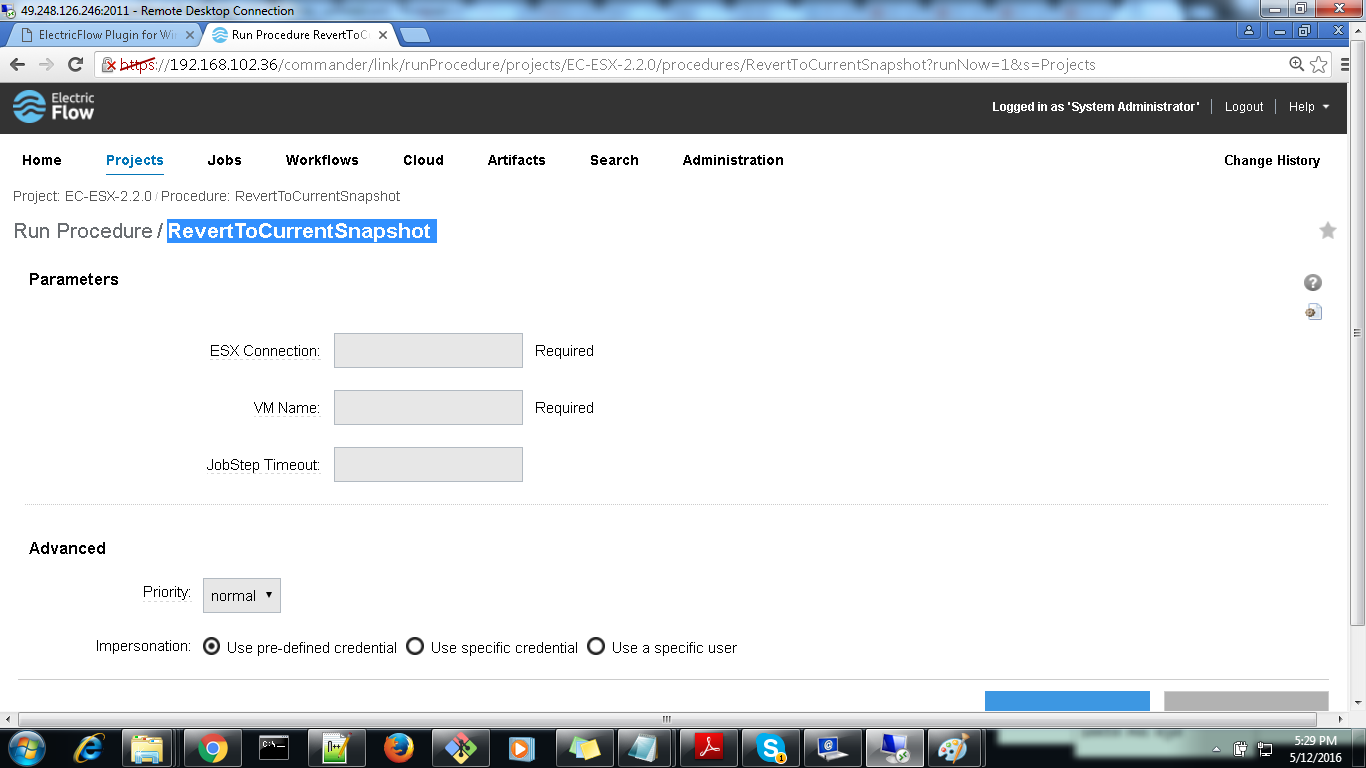 49.248.126.246:2011 - Remote Desktop Connection
ElectricFlow Plugin for Wi
Run Procedure RevertToC
https://192.168.102.36/commander/link/runProcedure/projects/EC-ESX-2.2.0/procedures/RevertToCurrentSnapshot?runNow=1&s=Projects
Electric
Flow
Logged in as 'System Administrator'
Logout
Help
Home Projects Jobs Workflows Cloud Artifacts Search Administration Change History
Project: EC-ESX-2.2.0 / Procedure: RevertToCurrentSnapshot
Run Procedure / RevertToCurrentSnapshot
Parameters
ESX Connection: Required
VM Name: Required
JobStep Timeout:
Advanced
Priority: normal
Impersonation: Use pre-defined credential Use specific credential Use a specific user
5:29 PM
5/12/2016